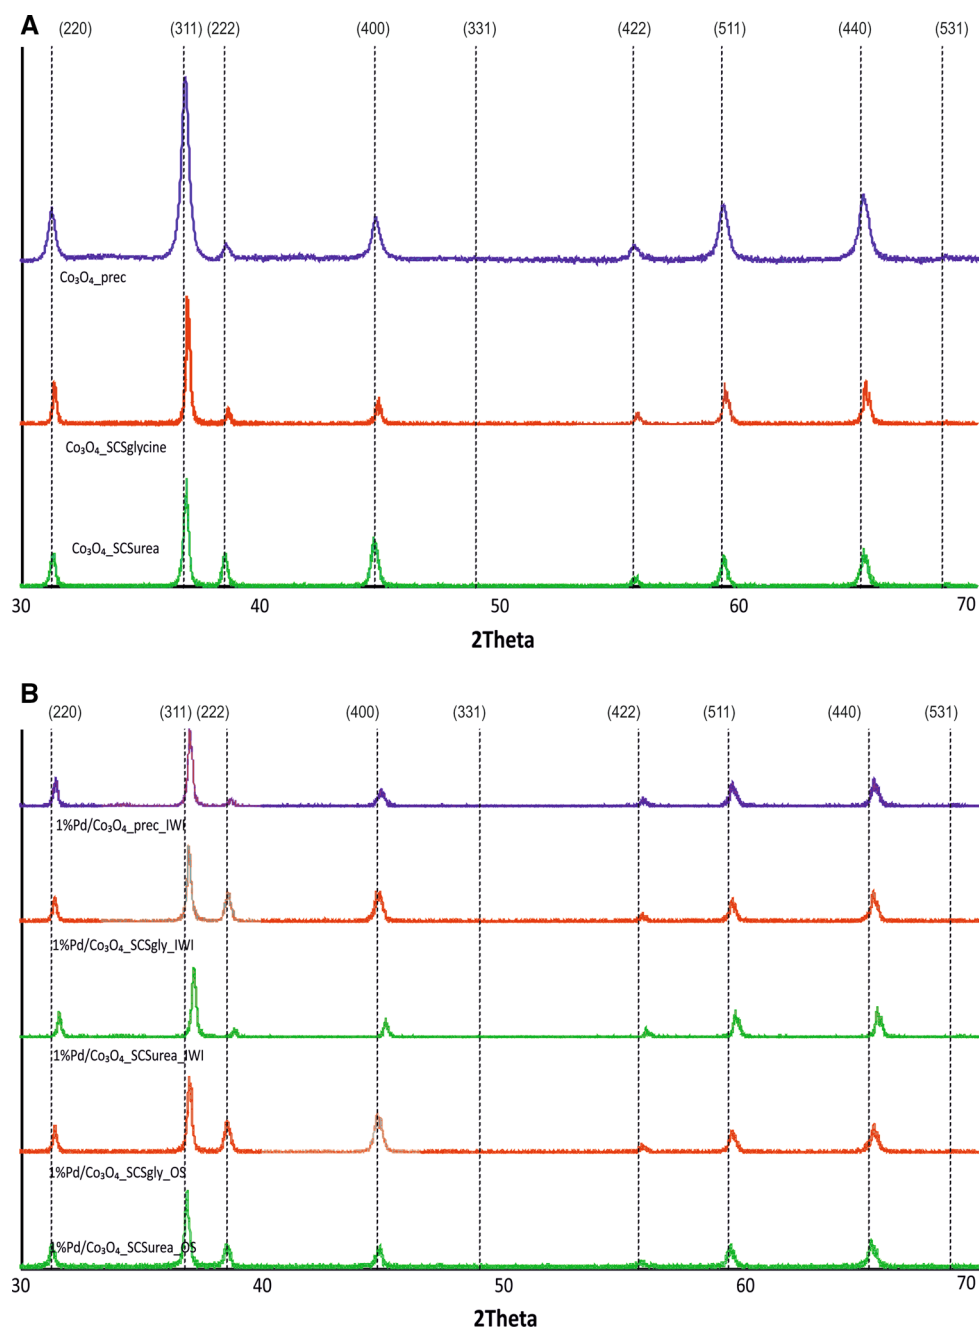 A
(220) (311) (222) (400) (331) (422) (511) (440) (531)
Co₃O₄_prec
Co₃O₄_SCSglycine
Co₃O₄_SCSurea
30 40 50 60 70
2Theta
B
(220) (311) (222) (400) (331) (422) (511) (440) (531)
1%Pd/Co₃O₄_prec_IWI
1%Pd/Co₃O₄_SCSgly_IWI
1%Pd/Co₃O₄_SCSurea_IWI
1%Pd/Co₃O₄_SCSgly_OS
1%Pd/Co₃O₄_SCSurea_OS
30 40 50 60 70
2Theta